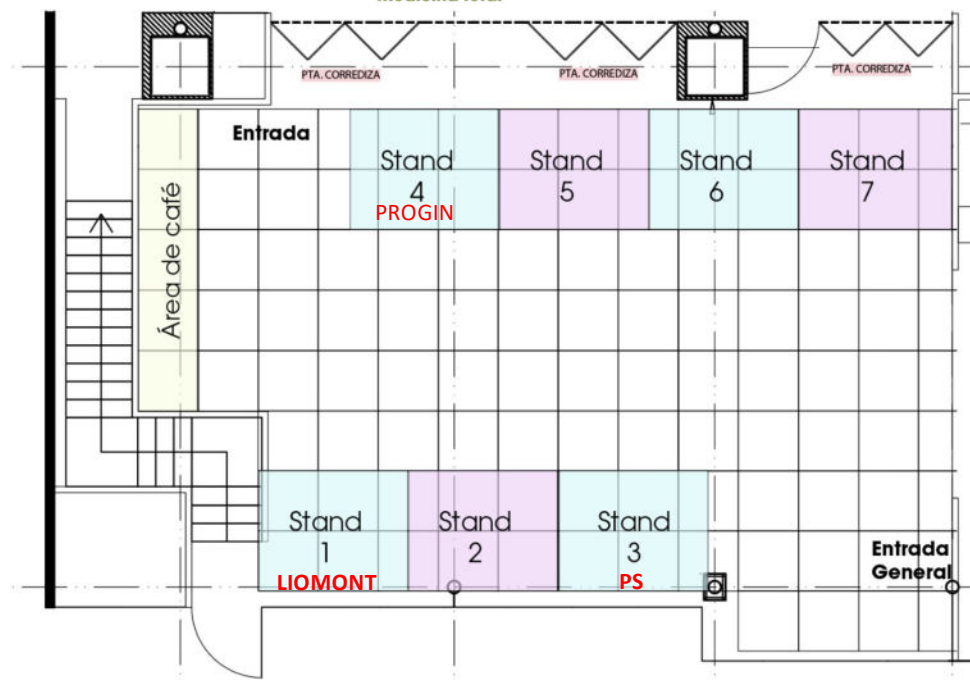 PTA. CORREDIZA
PTA. CORREDIZA
PTA. CORREDIZA
Entrada
Stand
4
PROGIN
Stand
5
Stand
6
Stand
7
Área de café
Stand
1
LIOMONT
Stand
2
Stand
3
PS
Entrada
General